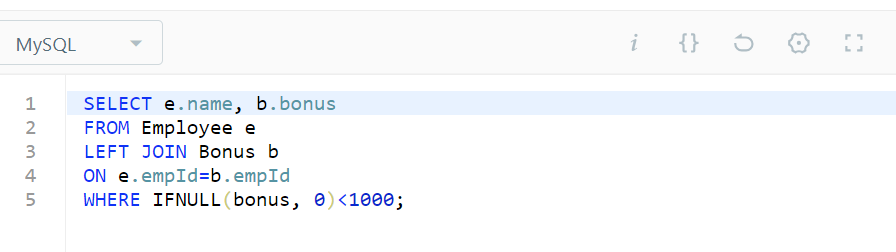 MySQL
i {}
1 SELECT e.name, b.bonus
2 FROM Employee e
3 LEFT JOIN Bonus b
4 ON e.empId=b.empId
5 WHERE IFNULL(bonus, 0)<1000;